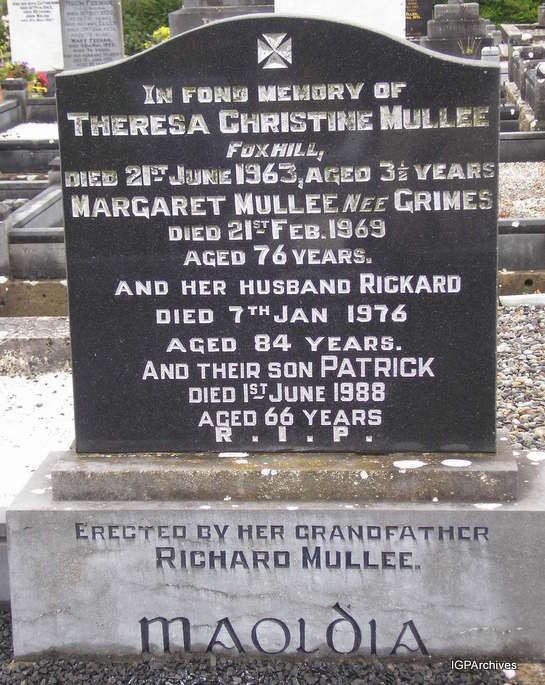 IN FOND MEMORY OF
THERESA CHRISTINE MULLEE
FOXHILL,
DIED 21ST JUNE 1963, AGED 3½ YEARS
MARGARET MULLEE NEE GRIMES
DIED 21ST FEB. 1969
AGED 76 YEARS.
AND HER HUSBAND RICKARD
DIED 7TH JAN 1976
AGED 84 YEARS.
AND THEIR SON PATRICK
DIED 1ST JUNE 1988
AGED 66 YEARS
R. I. P.
ERECTED BY HER GRANDFATHER
RICHARD MULLEE.
MAOLḊIA
IGPArchives